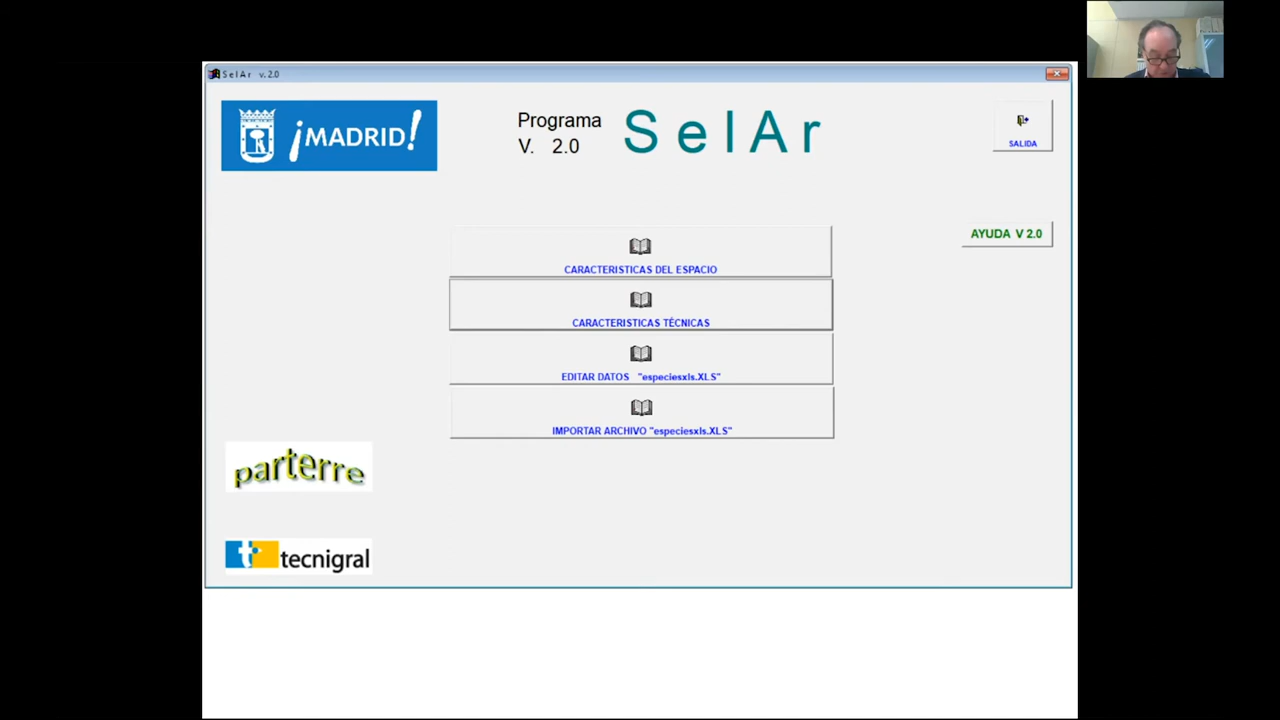 SelAr v.2.0
¡MADRID!
Programa
V. 2.0
SelAr
SALIDA
AYUDA V 2.0
CARACTERISTICAS DEL ESPACIO
CARACTERISTICAS TÉCNICAS
EDITAR DATOS "especiesxls.XLS"
IMPORTAR ARCHIVO "especiesxls.XLS"
parterre
t tecnigral